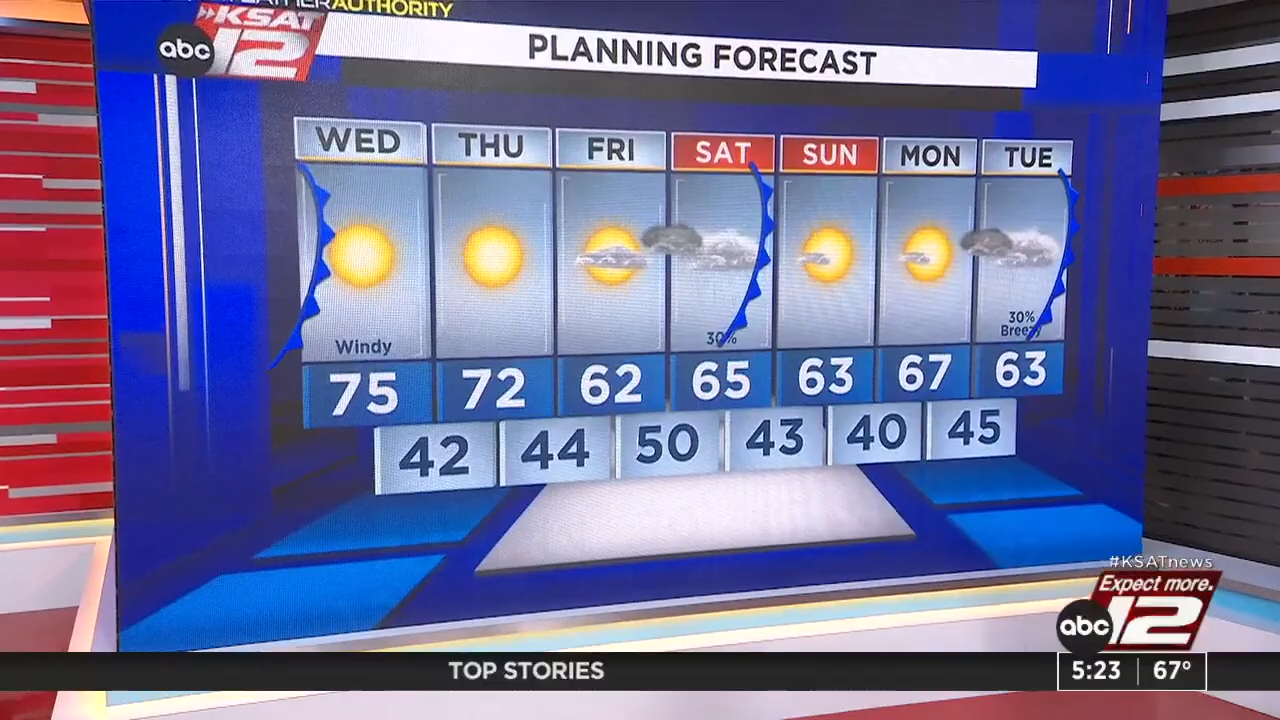 WEATHERAUTHORITY
KSAT
abc 12
PLANNING FORECAST
WED THU FRI SAT SUN MON TUE
Windy 30% 30%
Breezy
75 72 62 65 63 67 63
42 44 50 43 40 45
#KSATnews
Expect more.
abc 12
TOP STORIES
5:23 67°